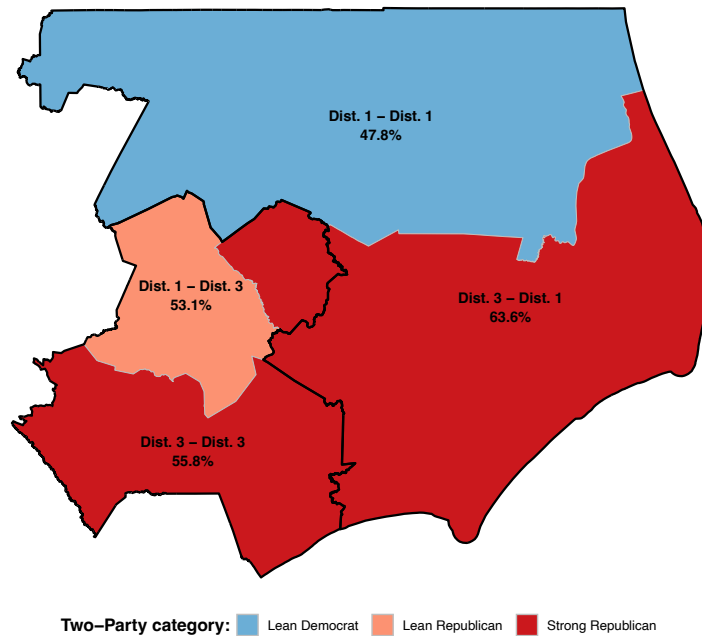 Dist. 1 – Dist. 1
47.8%
Dist. 1 – Dist. 3
53.1%
Dist. 3 – Dist. 1
63.6%
Dist. 3 – Dist. 3
55.8%
Two–Party category: Lean Democrat Lean Republican Strong Republican